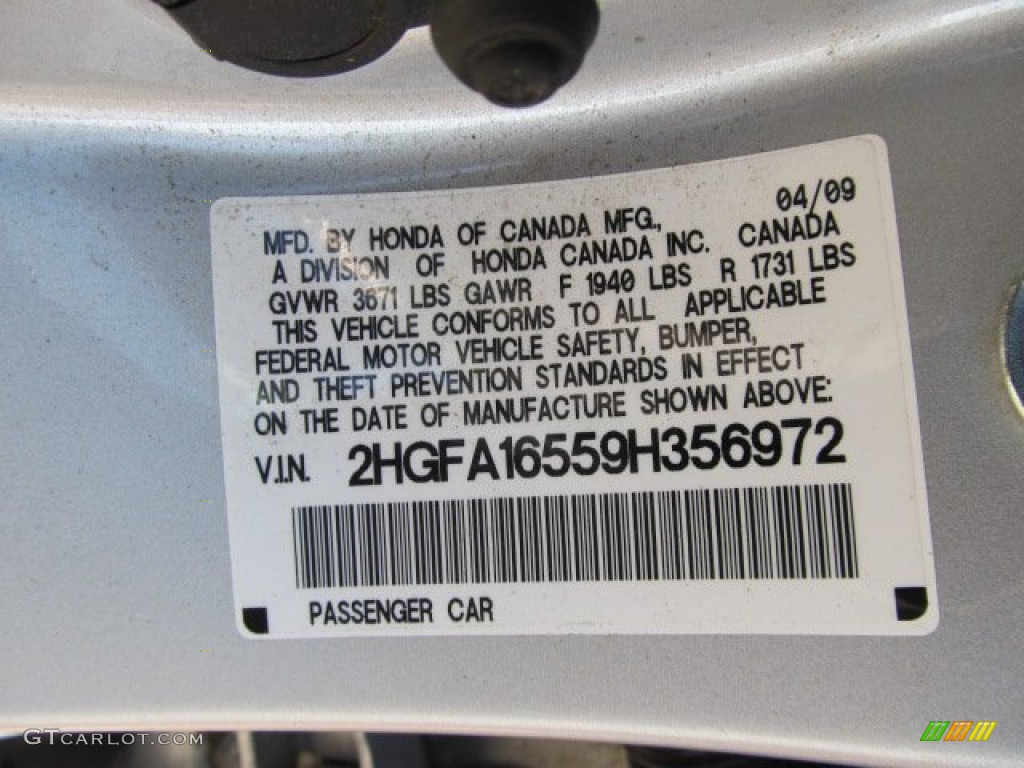 04/09
MFD. BY HONDA OF CANADA MFG.,
A DIVISION OF HONDA CANADA INC. CANADA
GVWR 3671 LBS GAWR F 1940 LBS R 1731 LBS
THIS VEHICLE CONFORMS TO ALL APPLICABLE
FEDERAL MOTOR VEHICLE SAFETY, BUMPER,
AND THEFT PREVENTION STANDARDS IN EFFECT
ON THE DATE OF MANUFACTURE SHOWN ABOVE:
V.I.N. 2HGFA16559H356972
PASSENGER CAR
GTCARLOT.COM